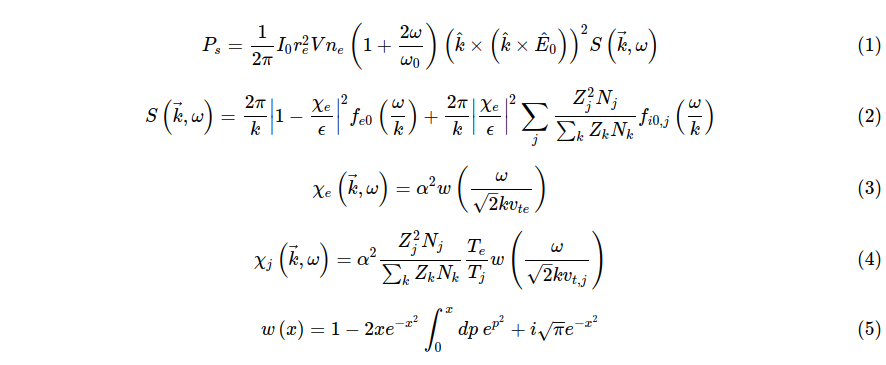 $P_s = \frac{1}{2\pi} I_0 r_e^2 V n_e \left(1 + \frac{2\omega}{\omega_0}\right) \left(\hat{k} \times \left(\hat{k} \times \hat{E}_0\right)\right)^2 S\left(\vec{k}, \omega\right)$ (1)
$S\left(\vec{k}, \omega\right) = \frac{2\pi}{k} \left|1 - \frac{\chi_e}{\epsilon}\right|^2 f_{e0}\left(\frac{\omega}{k}\right) + \frac{2\pi}{k} \left|\frac{\chi_e}{\epsilon}\right|^2 \sum_j \frac{Z_j^2 N_j}{\sum_k Z_k N_k} f_{i0,j}\left(\frac{\omega}{k}\right)$ (2)
$\chi_e\left(\vec{k}, \omega\right) = \alpha^2 w\left(\frac{\omega}{\sqrt{2} k v_{te}}\right)$ (3)
$\chi_j\left(\vec{k}, \omega\right) = \alpha^2 \frac{Z_j^2 N_j}{\sum_k Z_k N_k} \frac{T_e}{T_j} w\left(\frac{\omega}{\sqrt{2} k v_{t,j}}\right)$ (4)
$w(x) = 1 - 2xe^{-x^2} \int_0^x dp\, e^{p^2} + i\sqrt{\pi} e^{-x^2}$ (5)